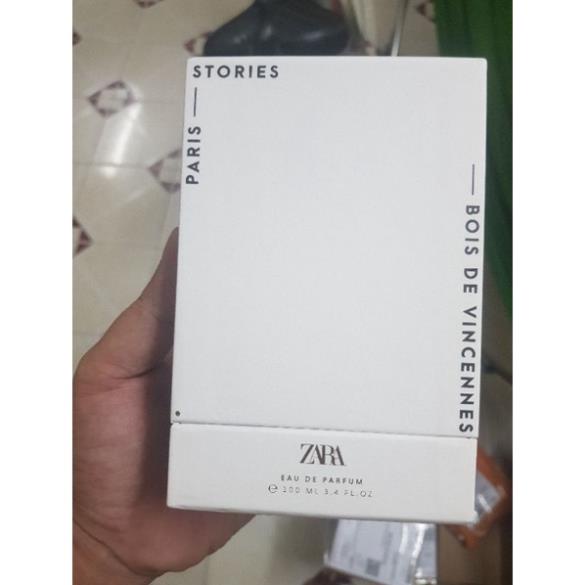 STORIES
PARIS —
— BOIS DE VINCENNES
ZARA
EAU DE PARFUM
℮ 100 ML 3.4 FL.OZ